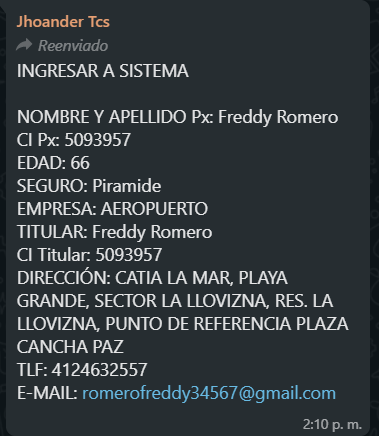 Jhoander Tcs
Reenviado
INGRESAR A SISTEMA
NOMBRE Y APELLIDO Px: Freddy Romero
CI Px: 5093957
EDAD: 66
SEGURO: Piramide
EMPRESA: AEROPUERTO
TITULAR: Freddy Romero
CI Titular: 5093957
DIRECCIÓN: CATIA LA MAR, PLAYA
GRANDE, SECTOR LA LLOVIZNA, RES. LA
LLOVIZNA, PUNTO DE REFERENCIA PLAZA
CANCHA PAZ
TLF: 4124632557
E-MAIL: romerofreddy34567@gmail.com
2:10 p. m.